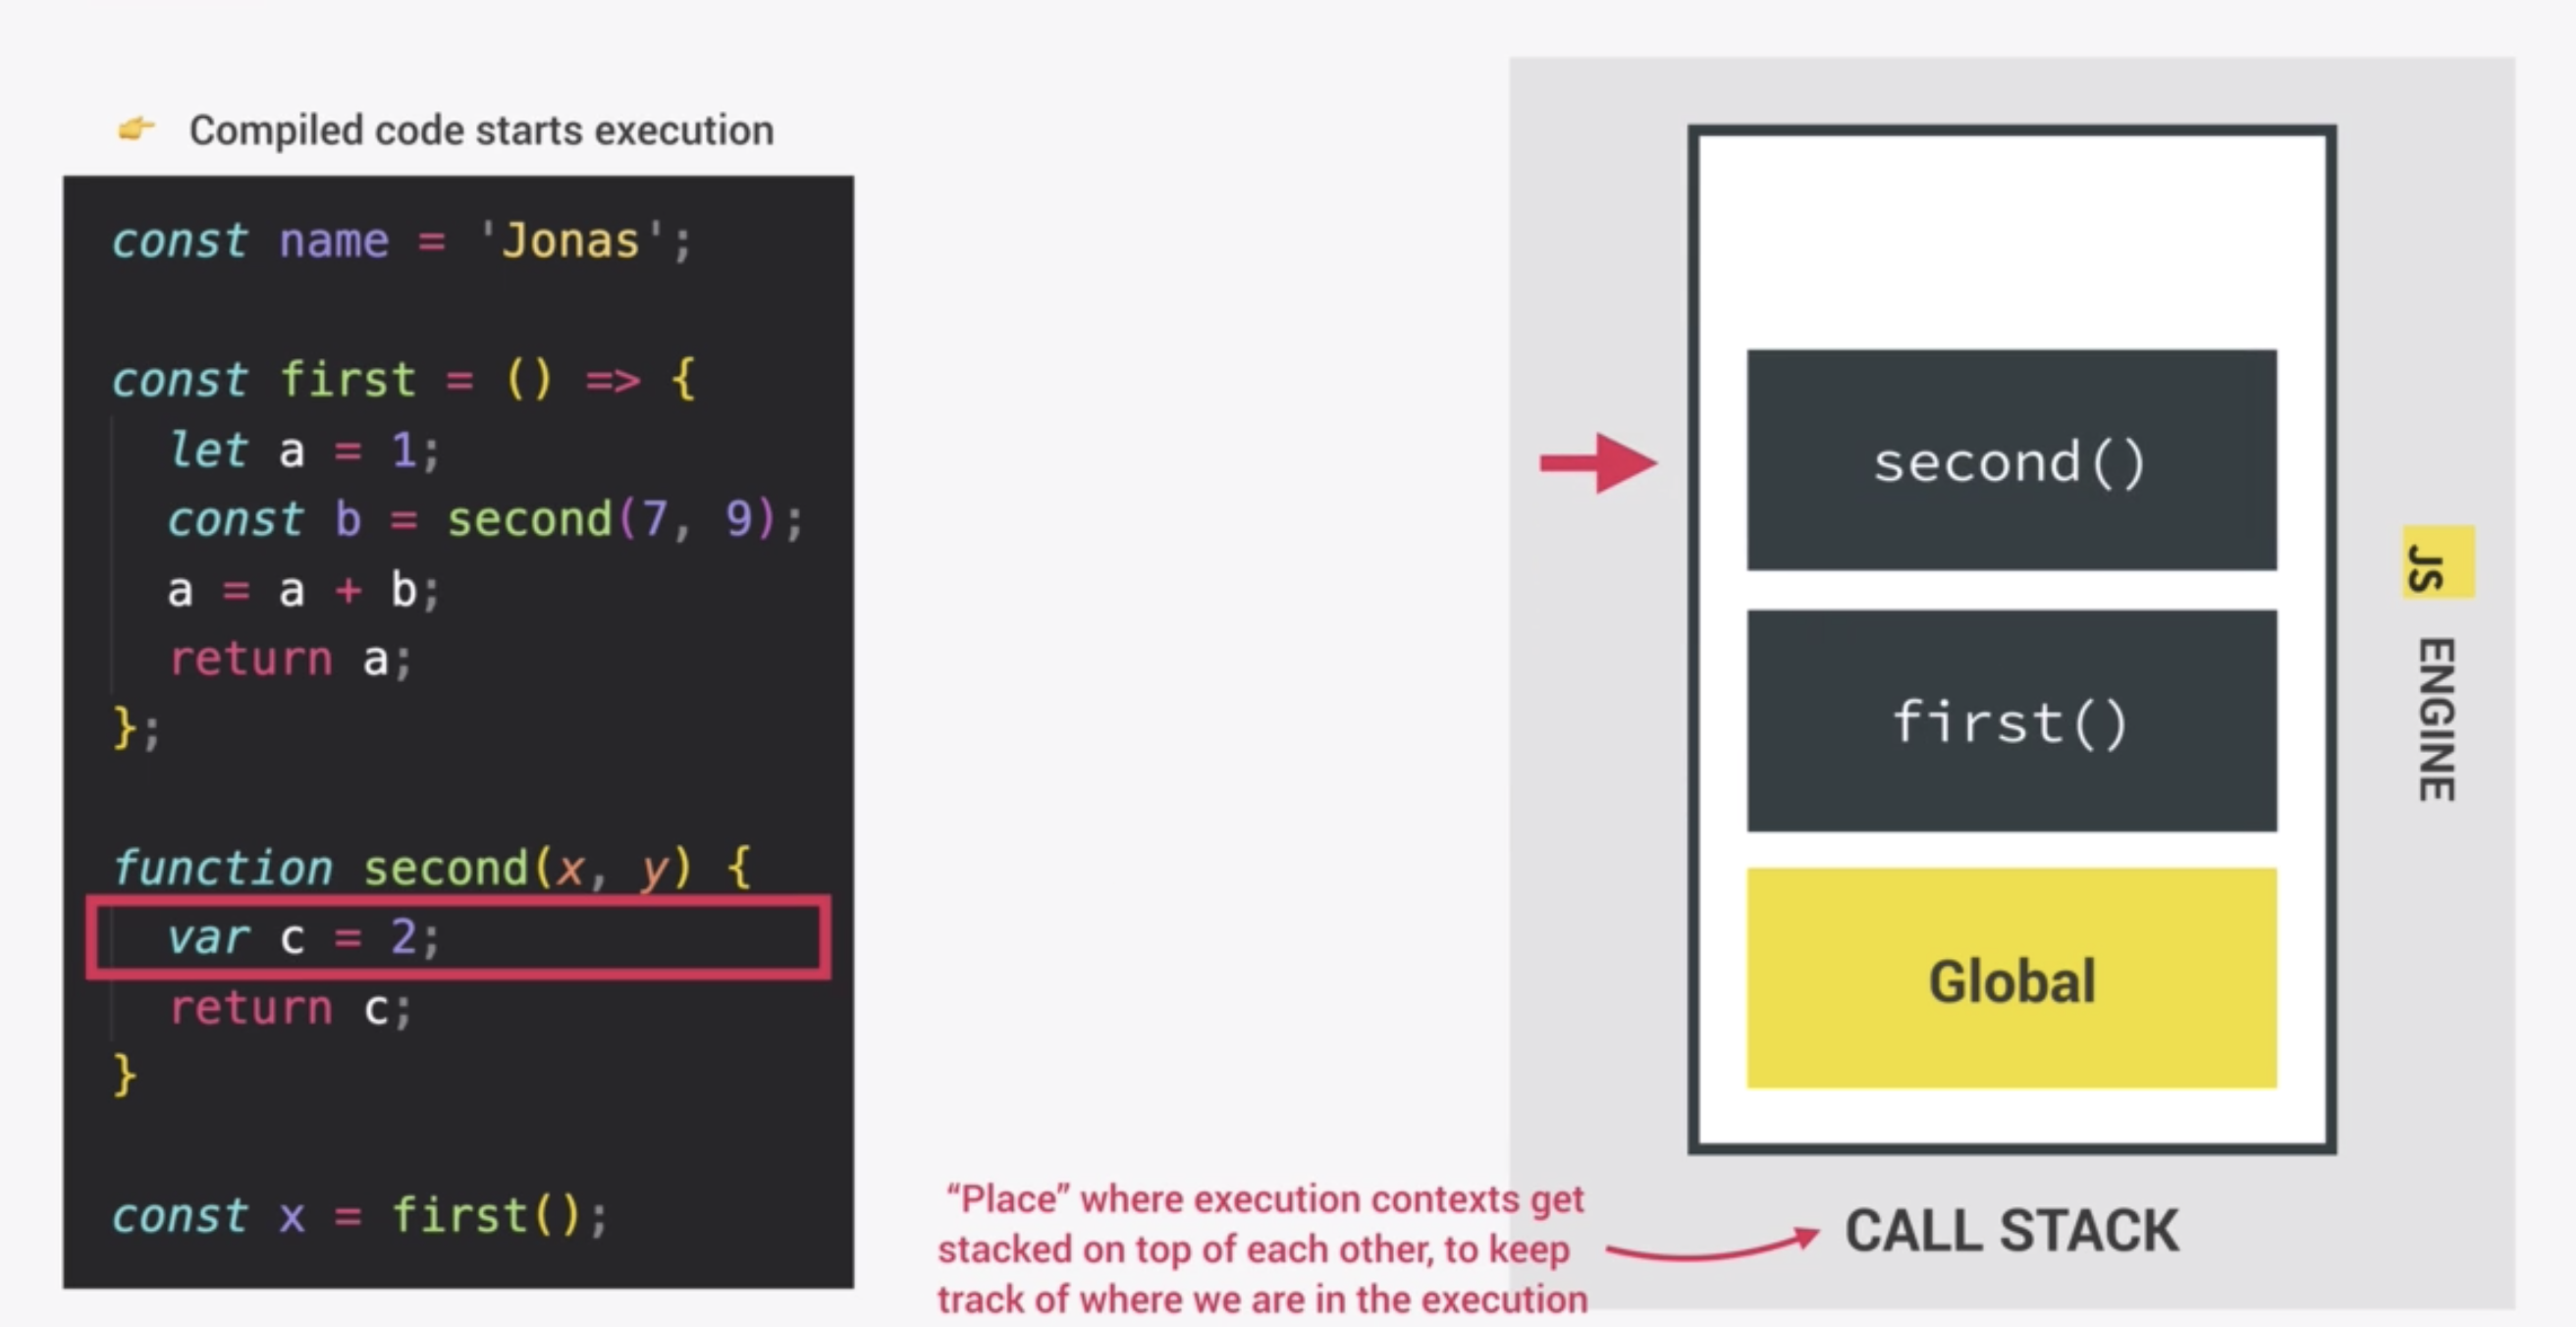 👉 Compiled code starts execution
const name = 'Jonas';
const first = () => {
let a = 1;
const b = second(7, 9);
a = a + b;
return a;
};
function second(x, y) {
var c = 2;
return c;
}
const x = first();
second()
first()
Global
CALL STACK
JS ENGINE
“Place” where execution contexts get
stacked on top of each other, to keep
track of where we are in the execution